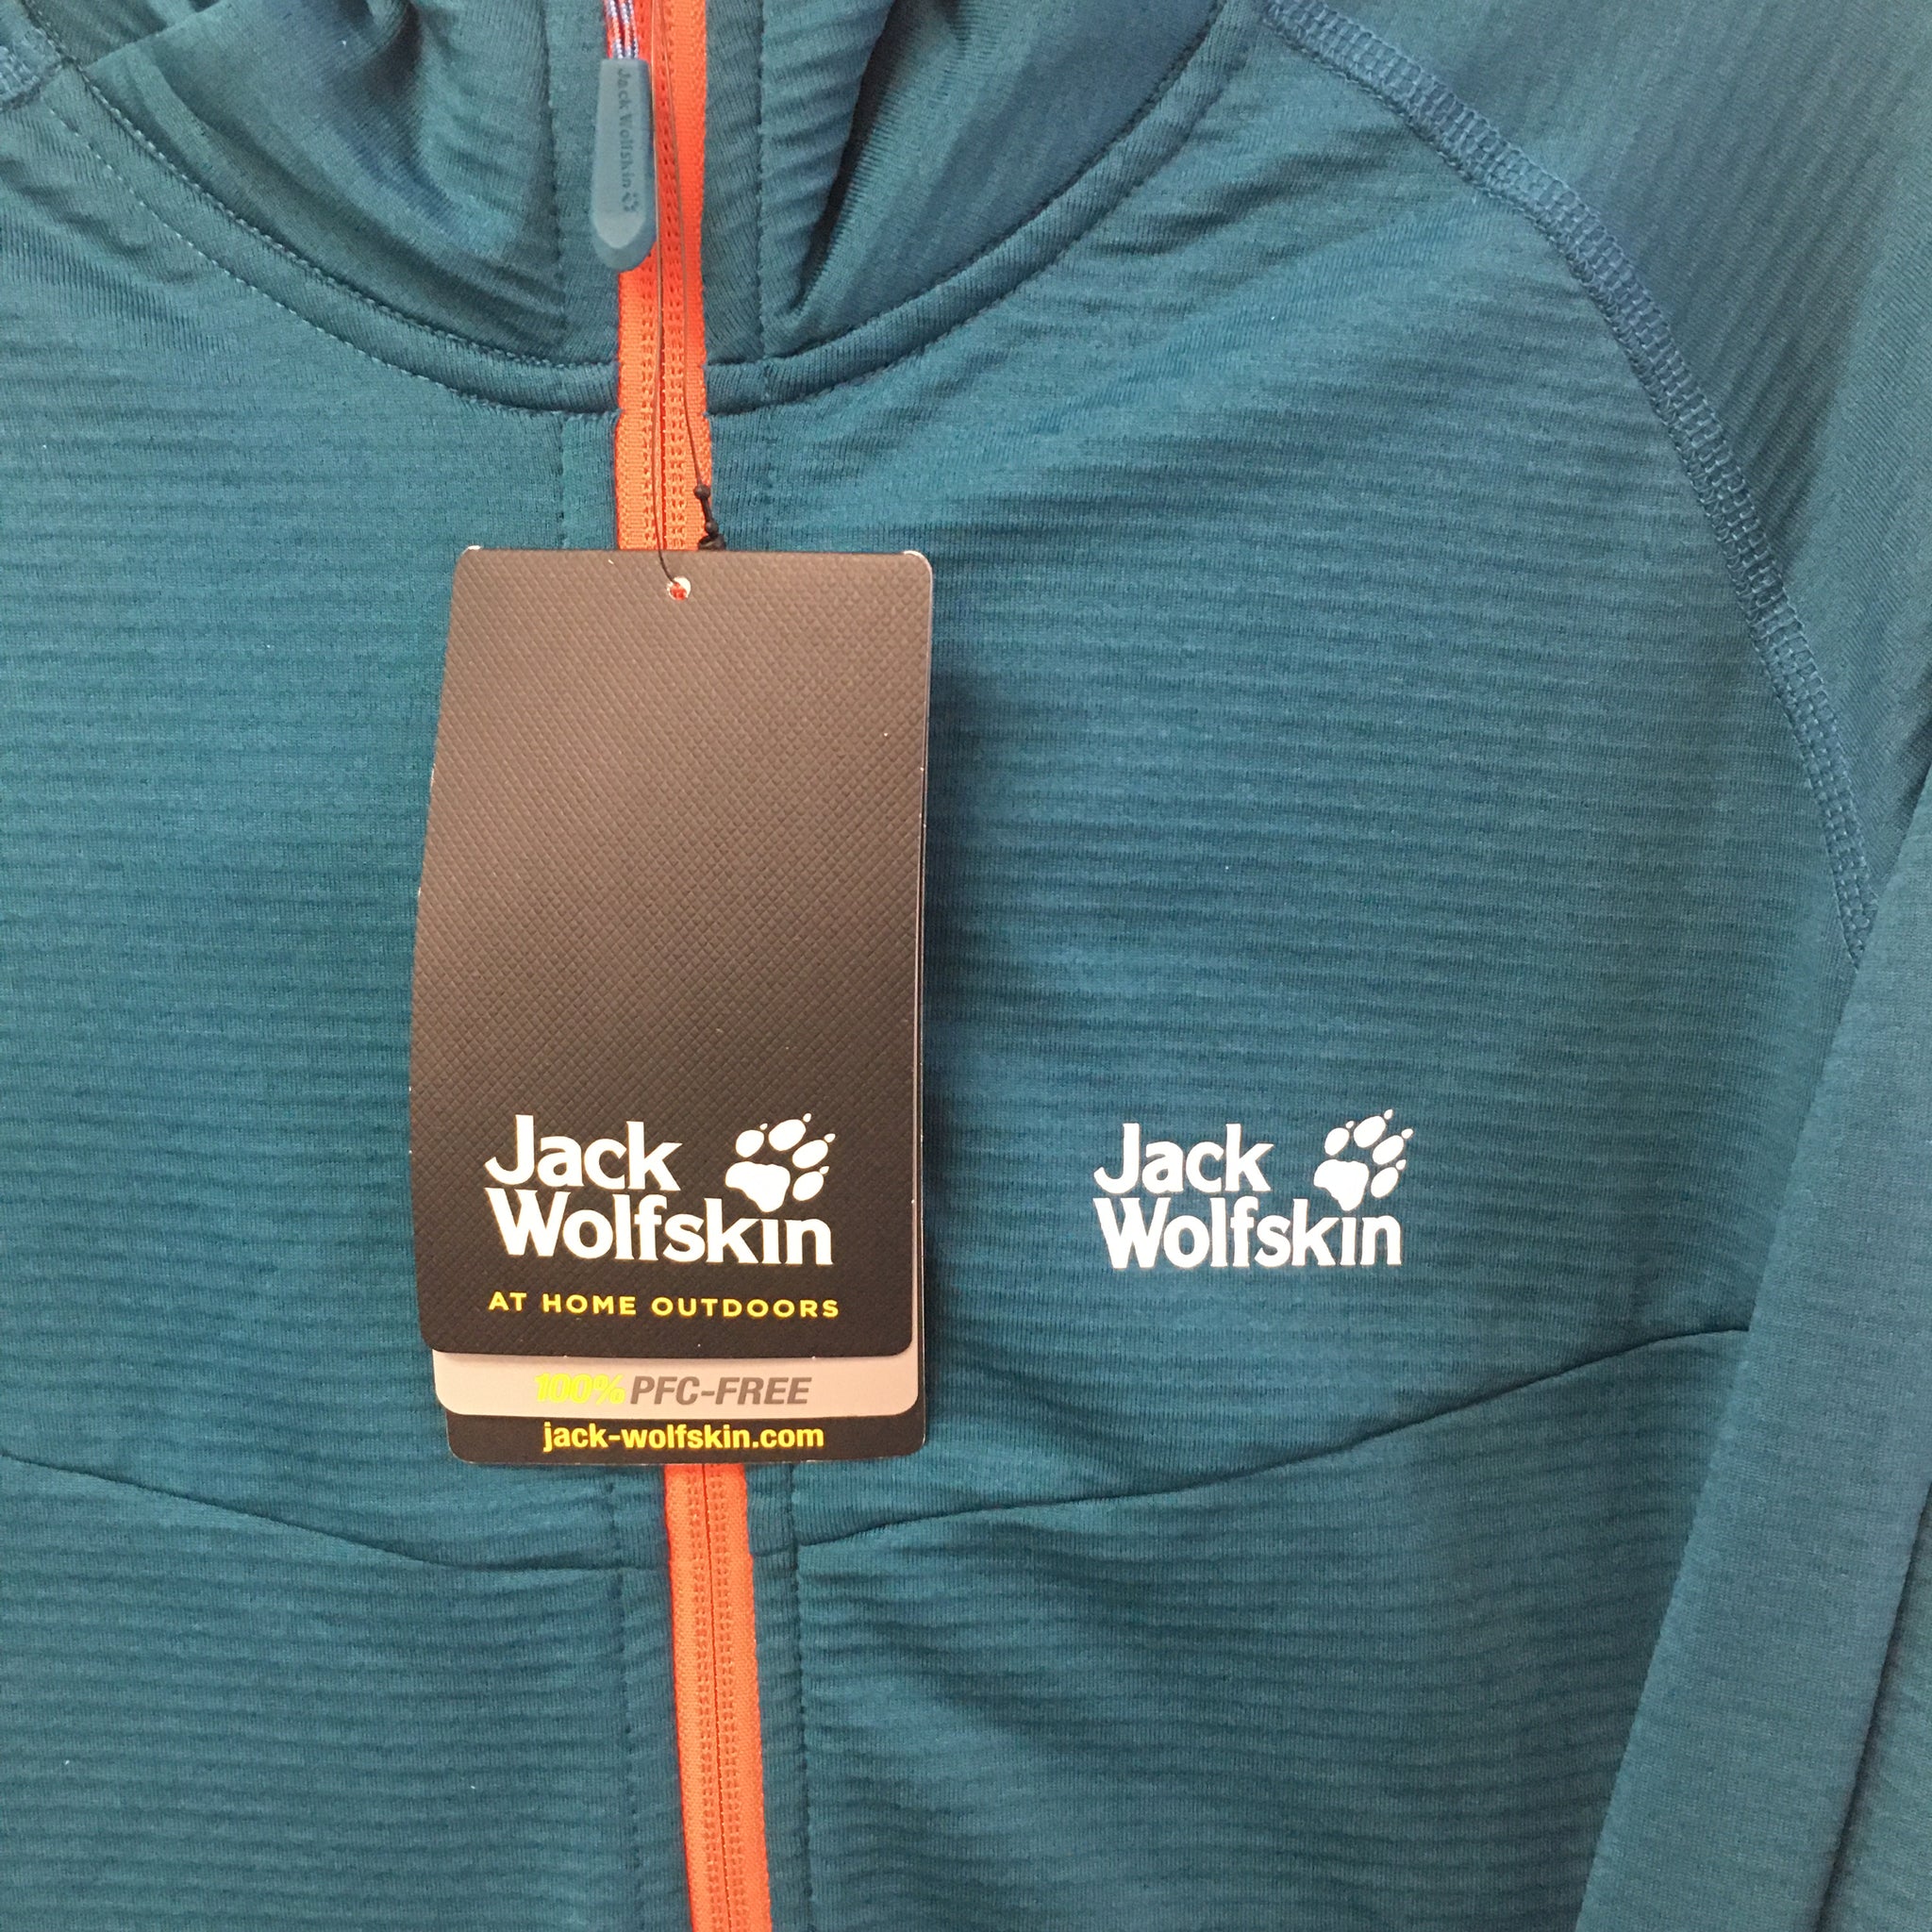 Jack Wolfskin
Jack
Wolfskin
AT HOME OUTDOORS
100% PFC-FREE
jack-wolfskin.com
Jack
Wolfskin